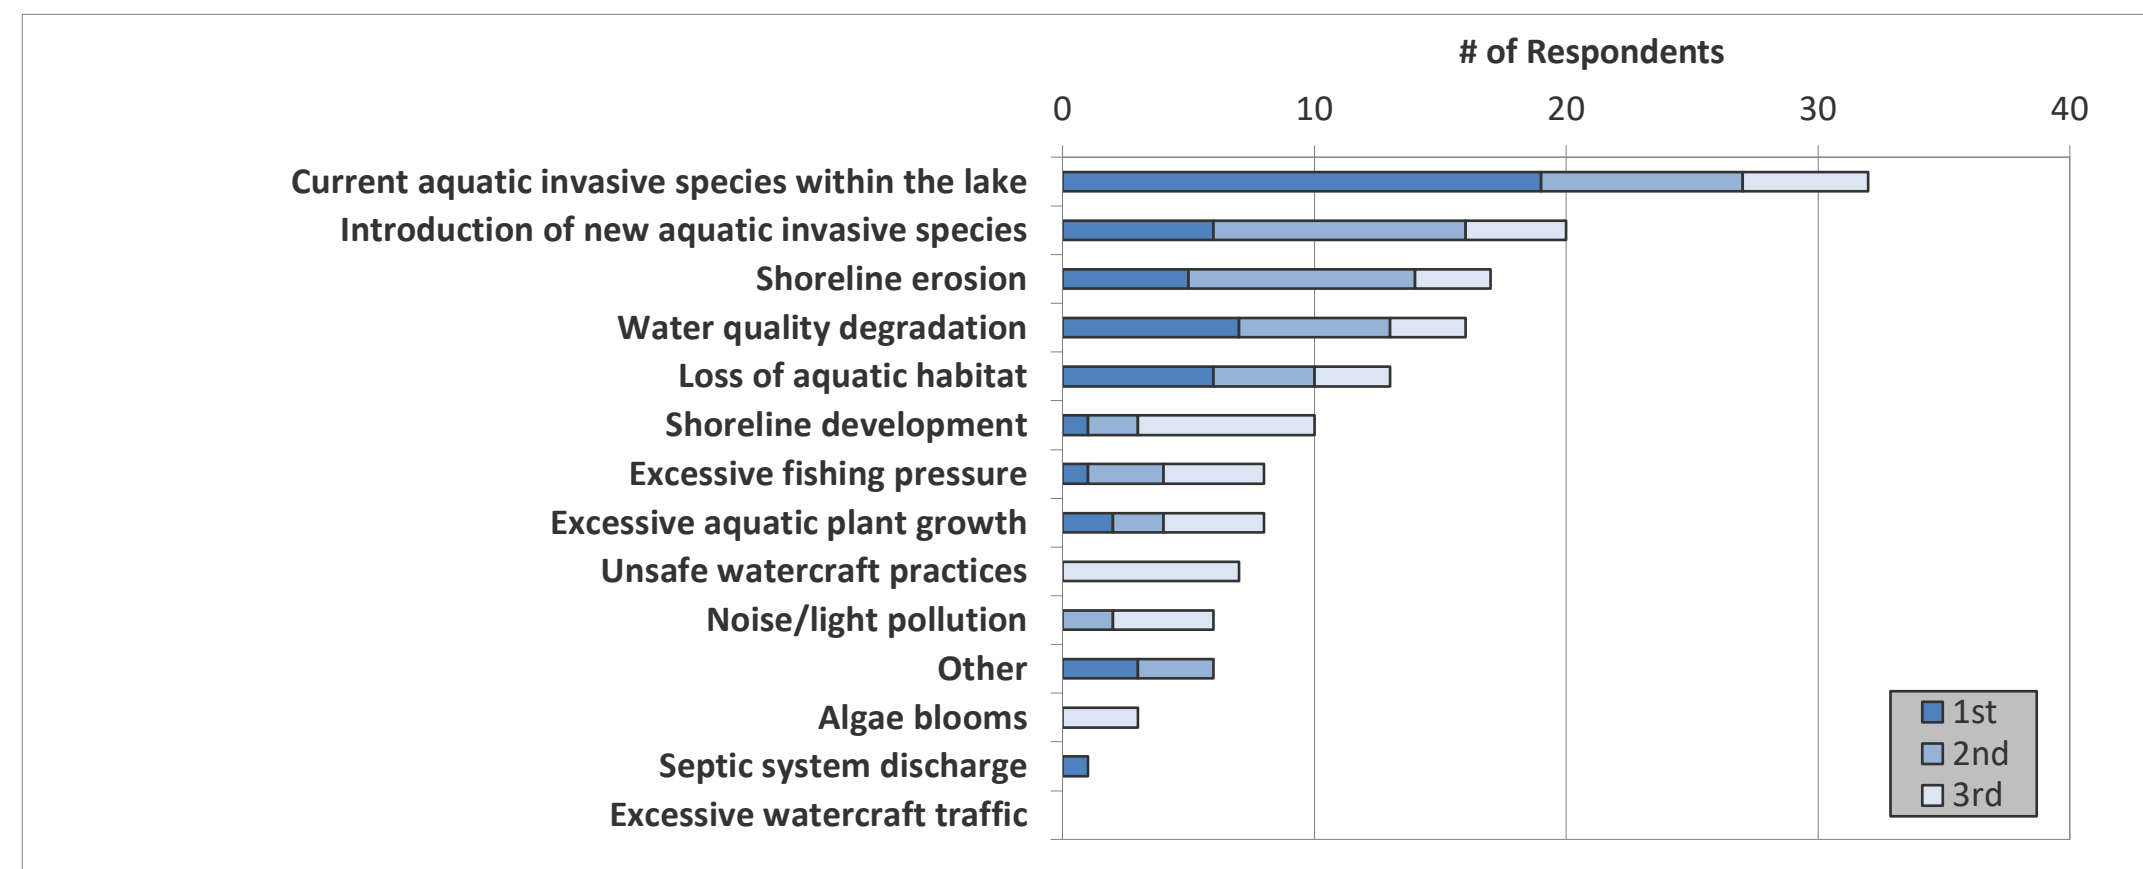 # of Respondents
0 10 20 30 40
Current aquatic invasive species within the lake
Introduction of new aquatic invasive species
Shoreline erosion
Water quality degradation
Loss of aquatic habitat
Shoreline development
Excessive fishing pressure
Excessive aquatic plant growth
Unsafe watercraft practices
Noise/light pollution
Other
Algae blooms
Septic system discharge
Excessive watercraft traffic
1st
2nd
3rd